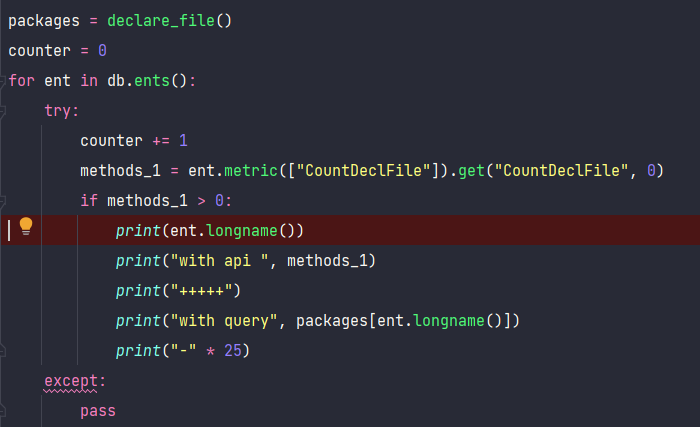 packages = declare_file()
counter = 0
for ent in db.ents():
    try:
        counter += 1
        methods_1 = ent.metric(["CountDeclFile"]).get("CountDeclFile", 0)
        if methods_1 > 0:
            print(ent.longname())
            print("with api ", methods_1)
            print("+++++")
            print("with query", packages[ent.longname()])
            print("-" * 25)
    except:
        pass